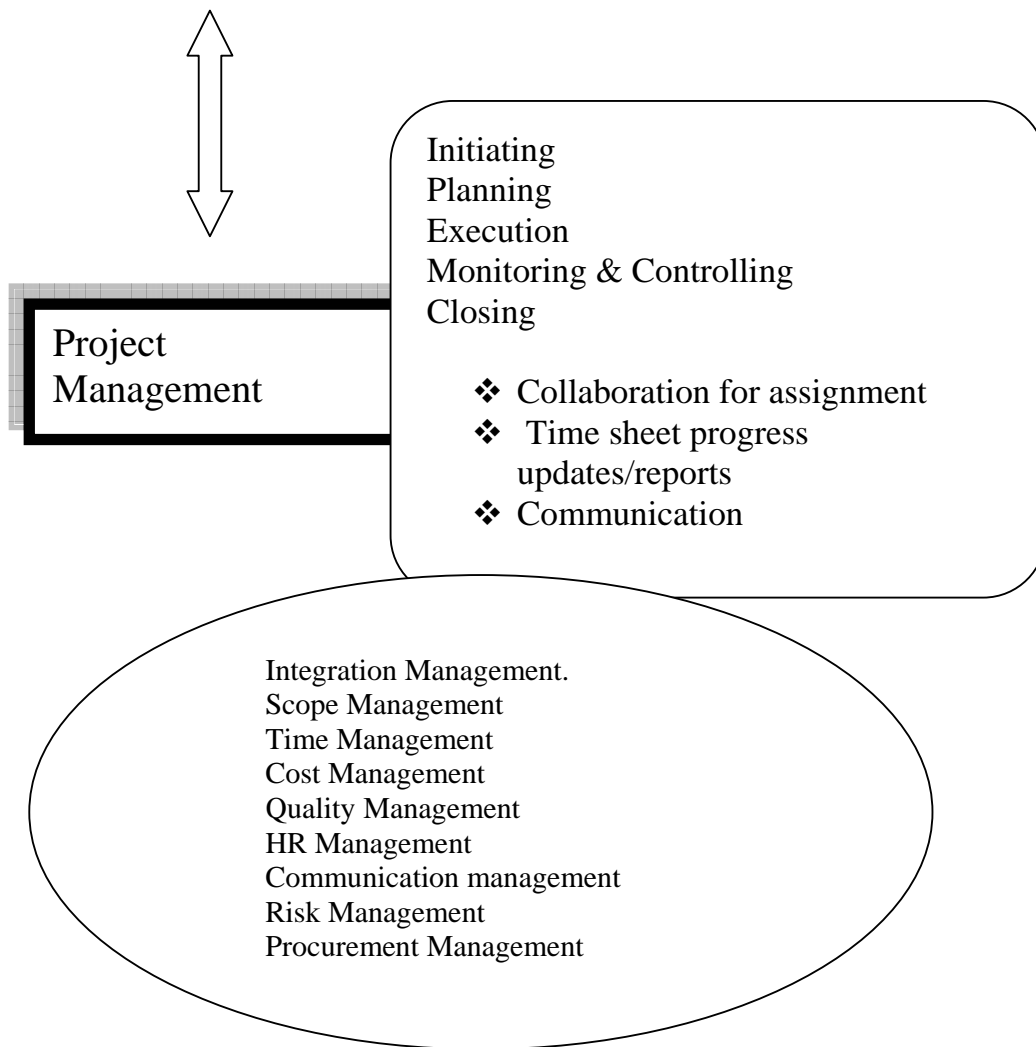 Project
Management
Initiating
Planning
Execution
Monitoring & Controlling
Closing
❖ Collaboration for assignment
❖ Time sheet progress
updates/reports
❖ Communication
Integration Management.
Scope Management
Time Management
Cost Management
Quality Management
HR Management
Communication management
Risk Management
Procurement Management